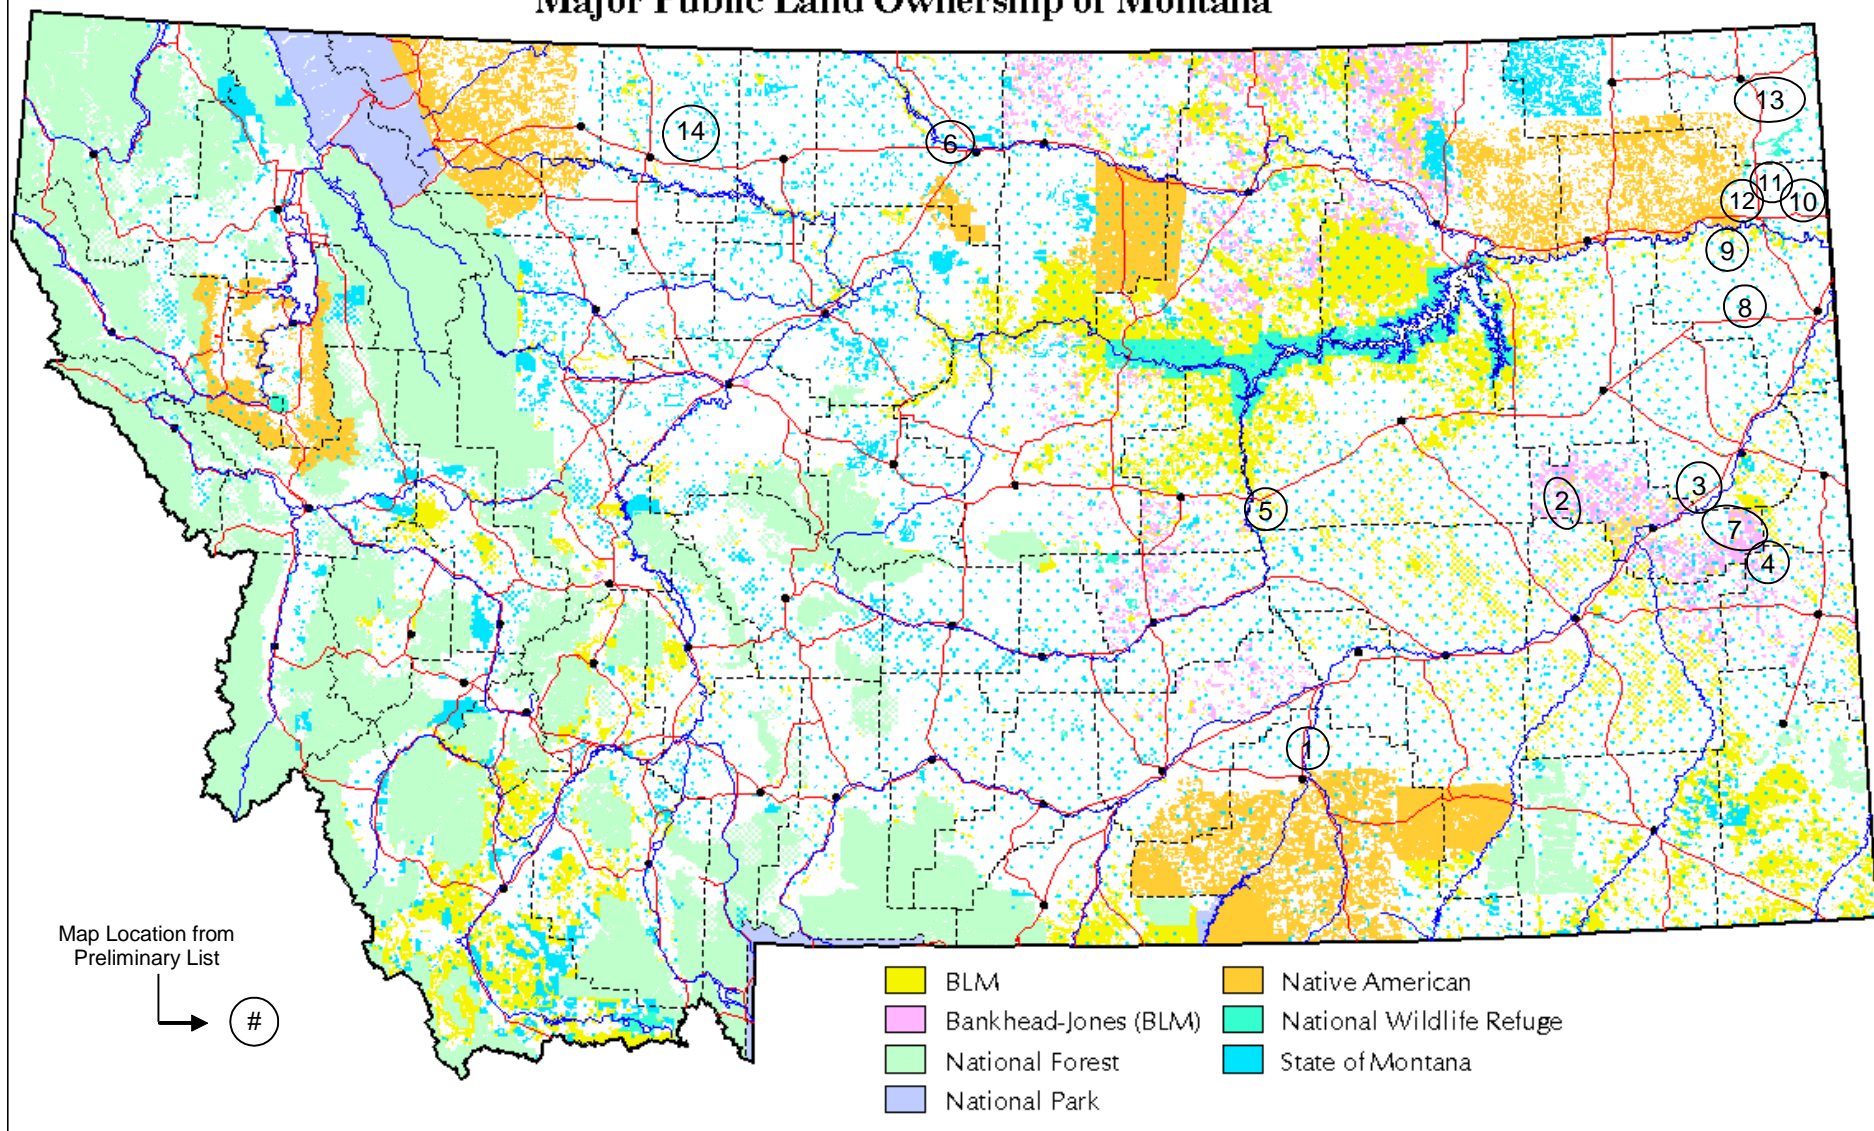 Major Public Land Ownership of Montana
13
14
6
11
12
10
9
8
3
2
5
7
4
1
Map Location from
Preliminary List
#
BLM
Bankhead-Jones (BLM)
National Forest
National Park
Native American
National Wildlife Refuge
State of Montana